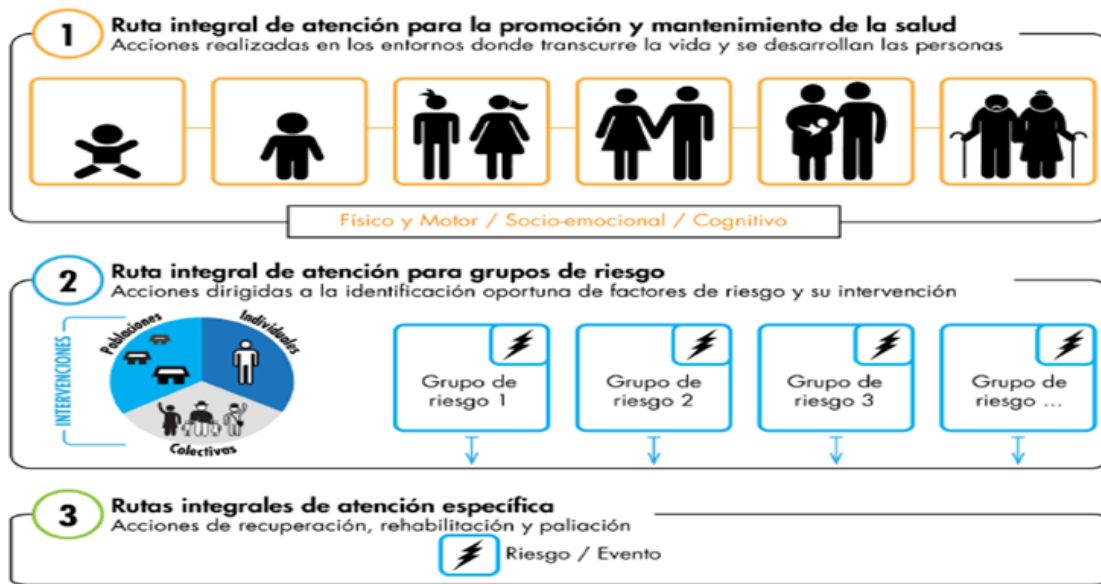 1
Ruta integral de atención para la promoción y mantenimiento de la salud
Acciones realizadas en los entornos donde transcurre la vida y se desarrollan las personas
Físico y Motor / Socio-emocional / Cognitivo
2
Ruta integral de atención para grupos de riesgo
Acciones dirigidas a la identificación oportuna de factores de riesgo y su intervención
INTERVENCIONES
Poblaciones
Individuales
Colectivas
Grupo de
riesgo 1
Grupo de
riesgo 2
Grupo de
riesgo 3
Grupo de
riesgo ...
3
Rutas integrales de atención específica
Acciones de recuperación, rehabilitación y paliación
Riesgo / Evento